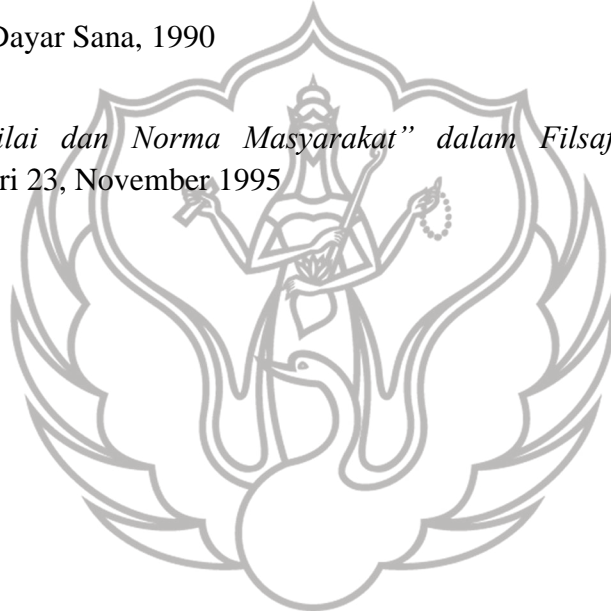 Dayar Sana, 1990
ilai dan Norma Masyarakat” dalam Filsaf
ri 23, November 1995